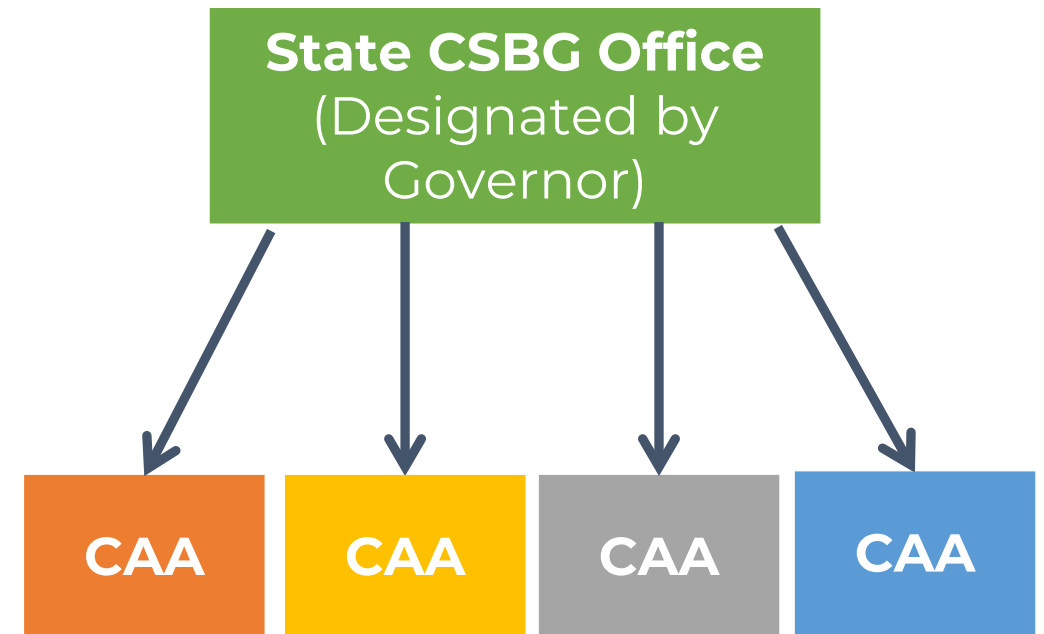 State CSBG Office
(Designated by
Governor)
CAA
CAA
CAA
CAA